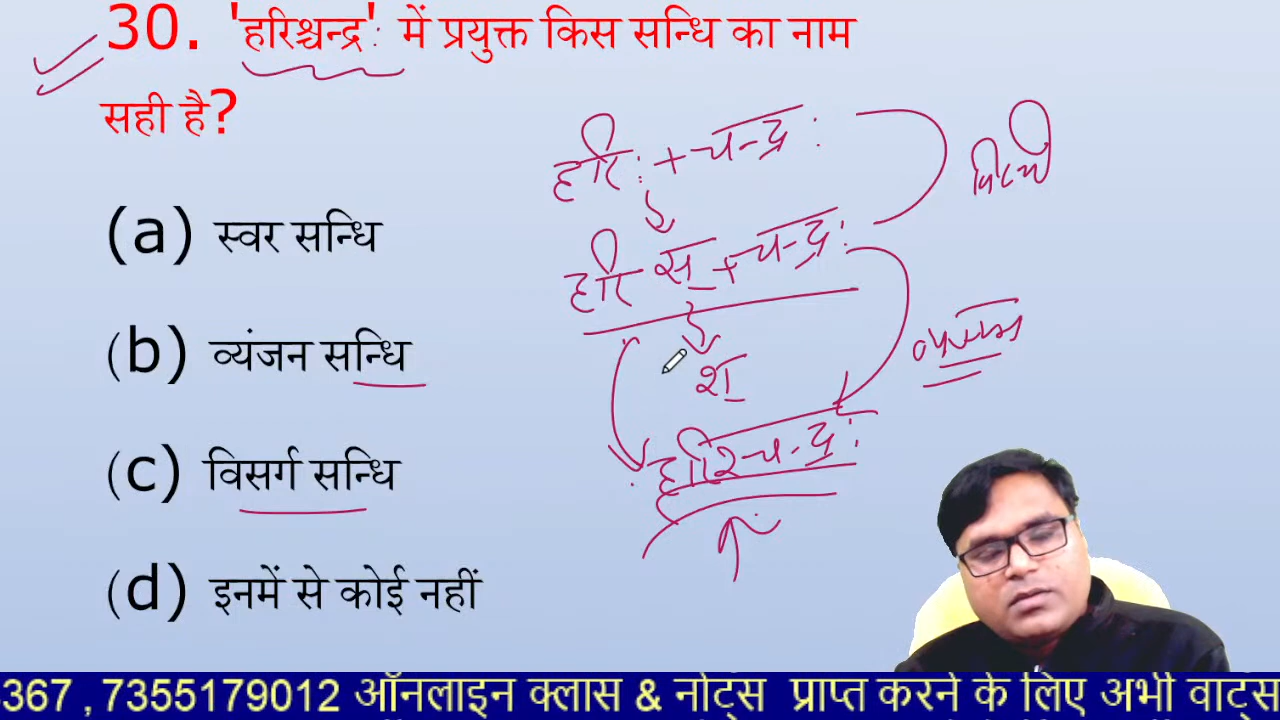 30. 'हरिश्चन्द्र': में प्रयुक्त किस सन्धि का नाम
सही है?
(a) स्वर सन्धि
(b) व्यंजन सन्धि
(c) विसर्ग सन्धि
(d) इनमें से कोई नहीं
हरि: + चन्द्र:
हरि स् + चन्द्र:
श्
हरिश्चन्द्र:
367 , 7355179012 ऑनलाइन क्लास & नोट्स प्राप्त करने के लिए अभी वाट्स